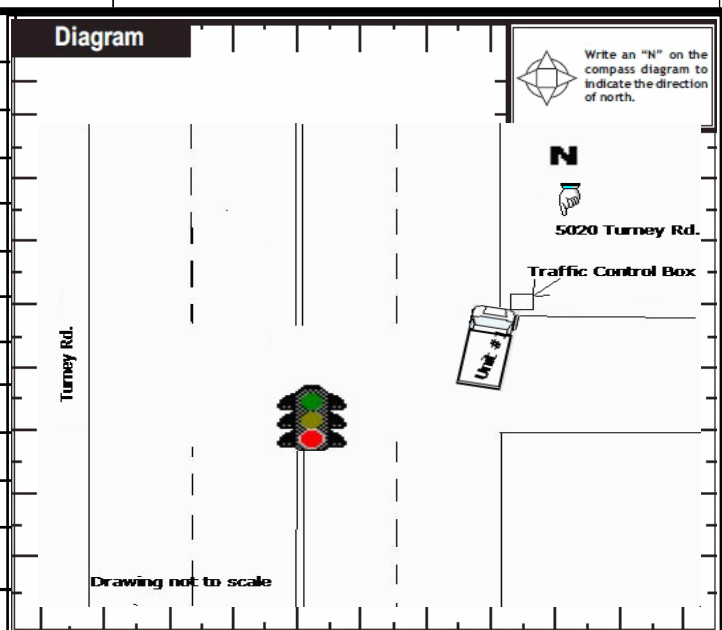 Diagram
Write an “N” on the
compass diagram to
indicate the direction
of north.
N
5020 Turney Rd.
Traffic Control Box
Turney Rd.
Unit #1
Drawing not to scale